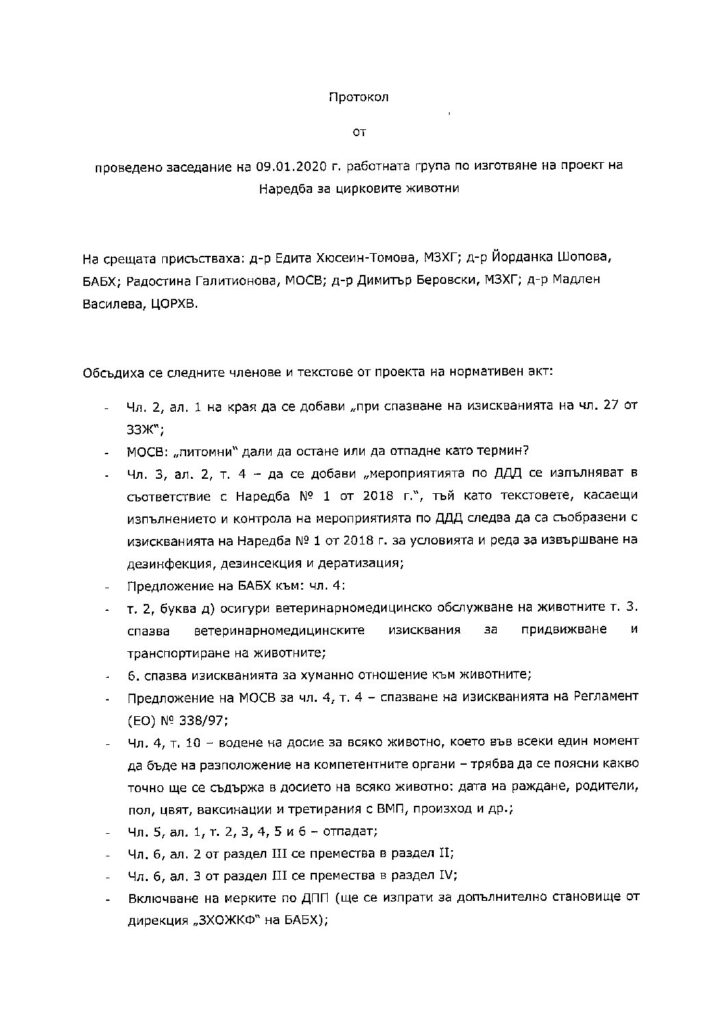 Протокол
от
проведено заседание на 09.01.2020 г. работната група по изготвяне на проект на
Наредба за цирковите животни
На срещата присъстваха: д-р Едита Хюсеин-Томова, МЗХГ; д-р Йорданка Шопова,
БАБХ; Радостина Галитионова, МОСВ; д-р Димитър Беровски, МЗХГ; д-р Мадлен
Василева, ЦОРХВ.
Обсъдиха се следните членове и текстове от проекта на нормативен акт:
- Чл. 2, ал. 1 на края да се добави „при спазване на изискванията на чл. 27 от
ЗЗЖ“;
- МОСВ: „питомни“ дали да остане или да отпадне като термин?
- Чл. 3, ал. 2, т. 4 – да се добави „мероприятията по ДДД се изпълняват в
съответствие с Наредба № 1 от 2018 г.“, тъй като текстовете, касаещи
изпълнението и контрола на мероприятията по ДДД следва да са съобразени с
изискванията на Наредба № 1 от 2018 г. за условията и реда за извършване на
дезинфекция, дезинсекция и дератизация;
- Предложение на БАБХ към: чл. 4:
- т. 2, буква д) осигури ветеринарномедицинско обслужване на животните т. 3.
спазва ветеринарномедицинските изисквания за придвижване и
транспортиране на животните;
- 6. спазва изискванията за хуманно отношение към животните;
- Предложение на МОСВ за чл. 4, т. 4 – спазване на изискванията на Регламент
(ЕО) № 338/97;
- Чл. 4, т. 10 – водене на досие за всяко животно, което във всеки един момент
да бъде на разположение на компетентните органи – трябва да се поясни какво
точно ще се съдържа в досието на всяко животно: дата на раждане, родители,
пол, цвят, ваксинации и третирания с ВМП, произход и др.;
- Чл. 5, ал. 1, т. 2, 3, 4, 5 и 6 – отпадат;
- Чл. 6, ал. 2 от раздел III се премества в раздел II;
- Чл. 6, ал. 3 от раздел III се премества в раздел IV;
- Включване на мерките по ДПП (ще се изпрати за допълнително становище от
дирекция „ЗХОЖКФ“ на БАБХ);